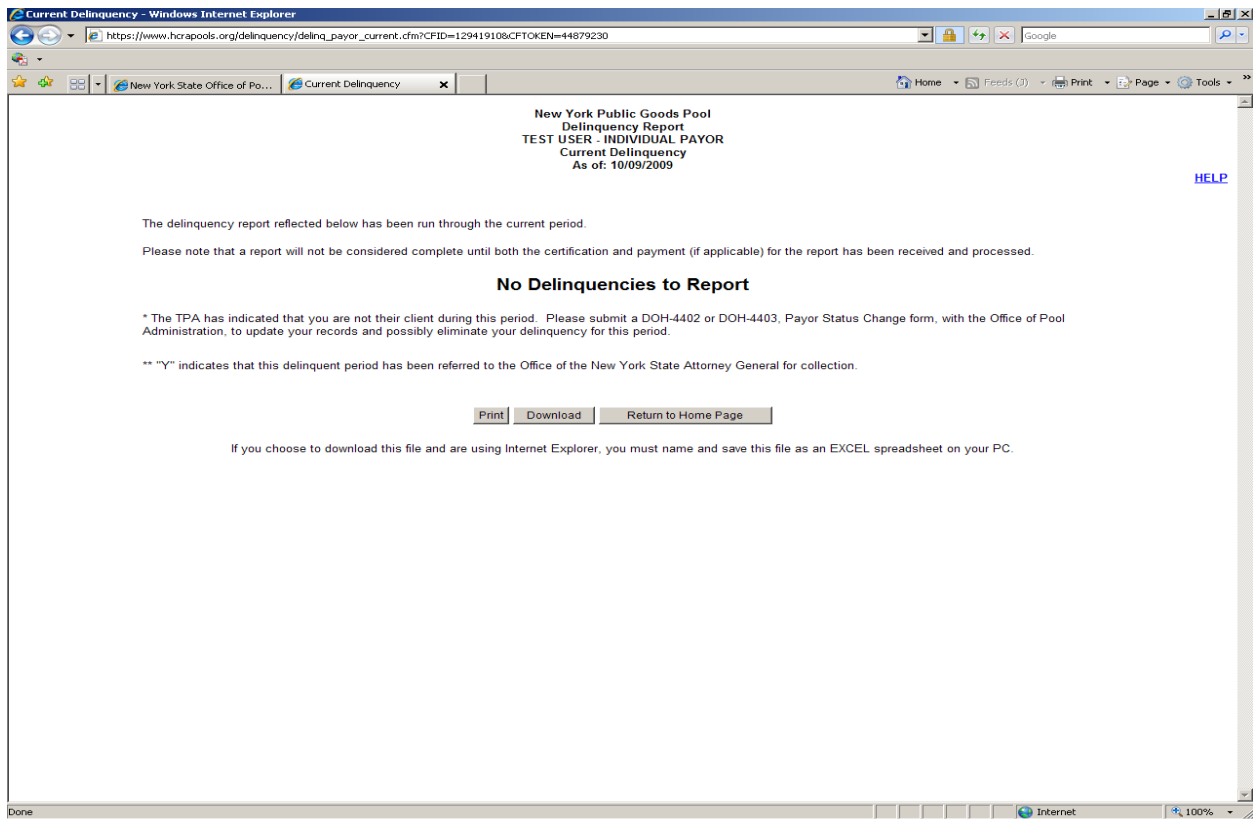 Current Delinquency - Windows Internet Explorer
https://www.hcrapools.org/delinquency/delinq_payor_current.cfm?CFID=12941910&CFTOKEN=44879230
Google
New York State Office of Po...
Current Delinquency
Home
Feeds (J)
Print
Page
Tools
New York Public Goods Pool
Delinquency Report
TEST USER - INDIVIDUAL PAYOR
Current Delinquency
As of: 10/09/2009
HELP
The delinquency report reflected below has been run through the current period.
Please note that a report will not be considered complete until both the certification and payment (if applicable) for the report has been received and processed.
No Delinquencies to Report
* The TPA has indicated that you are not their client during this period.  Please submit a DOH-4402 or DOH-4403, Payor Status Change form, with the Office of Pool
Administration, to update your records and possibly eliminate your delinquency for this period.
** "Y" indicates that this delinquent period has been referred to the Office of the New York State Attorney General for collection.
Print Download Return to Home Page
If you choose to download this file and are using Internet Explorer, you must name and save this file as an EXCEL spreadsheet on your PC.
Done
Internet
100%